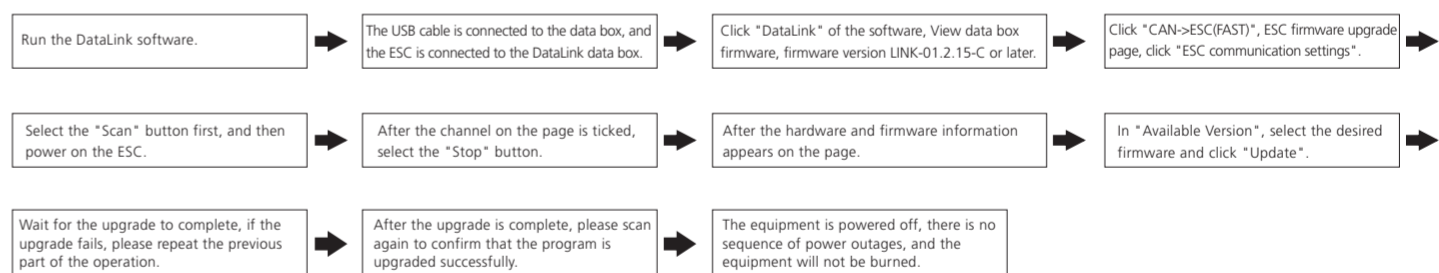 Run the DataLink software.
The USB cable is connected to the data box, and
the ESC is connected to the DataLink data box.
Click "DataLink" of the software, View data box
firmware, firmware version LINK-01.2.15-C or later.
Click "CAN->ESC(FAST)", ESC firmware upgrade
page, click "ESC communication settings".
Select the "Scan" button first, and then
power on the ESC.
After the channel on the page is ticked,
select the "Stop" button.
After the hardware and firmware information
appears on the page.
In "Available Version", select the desired
firmware and click "Update".
Wait for the upgrade to complete, if the
upgrade fails, please repeat the previous
part of the operation.
After the upgrade is complete, please scan
again to confirm that the program is
upgraded successfully.
The equipment is powered off, there is no
sequence of power outages, and the
equipment will not be burned.